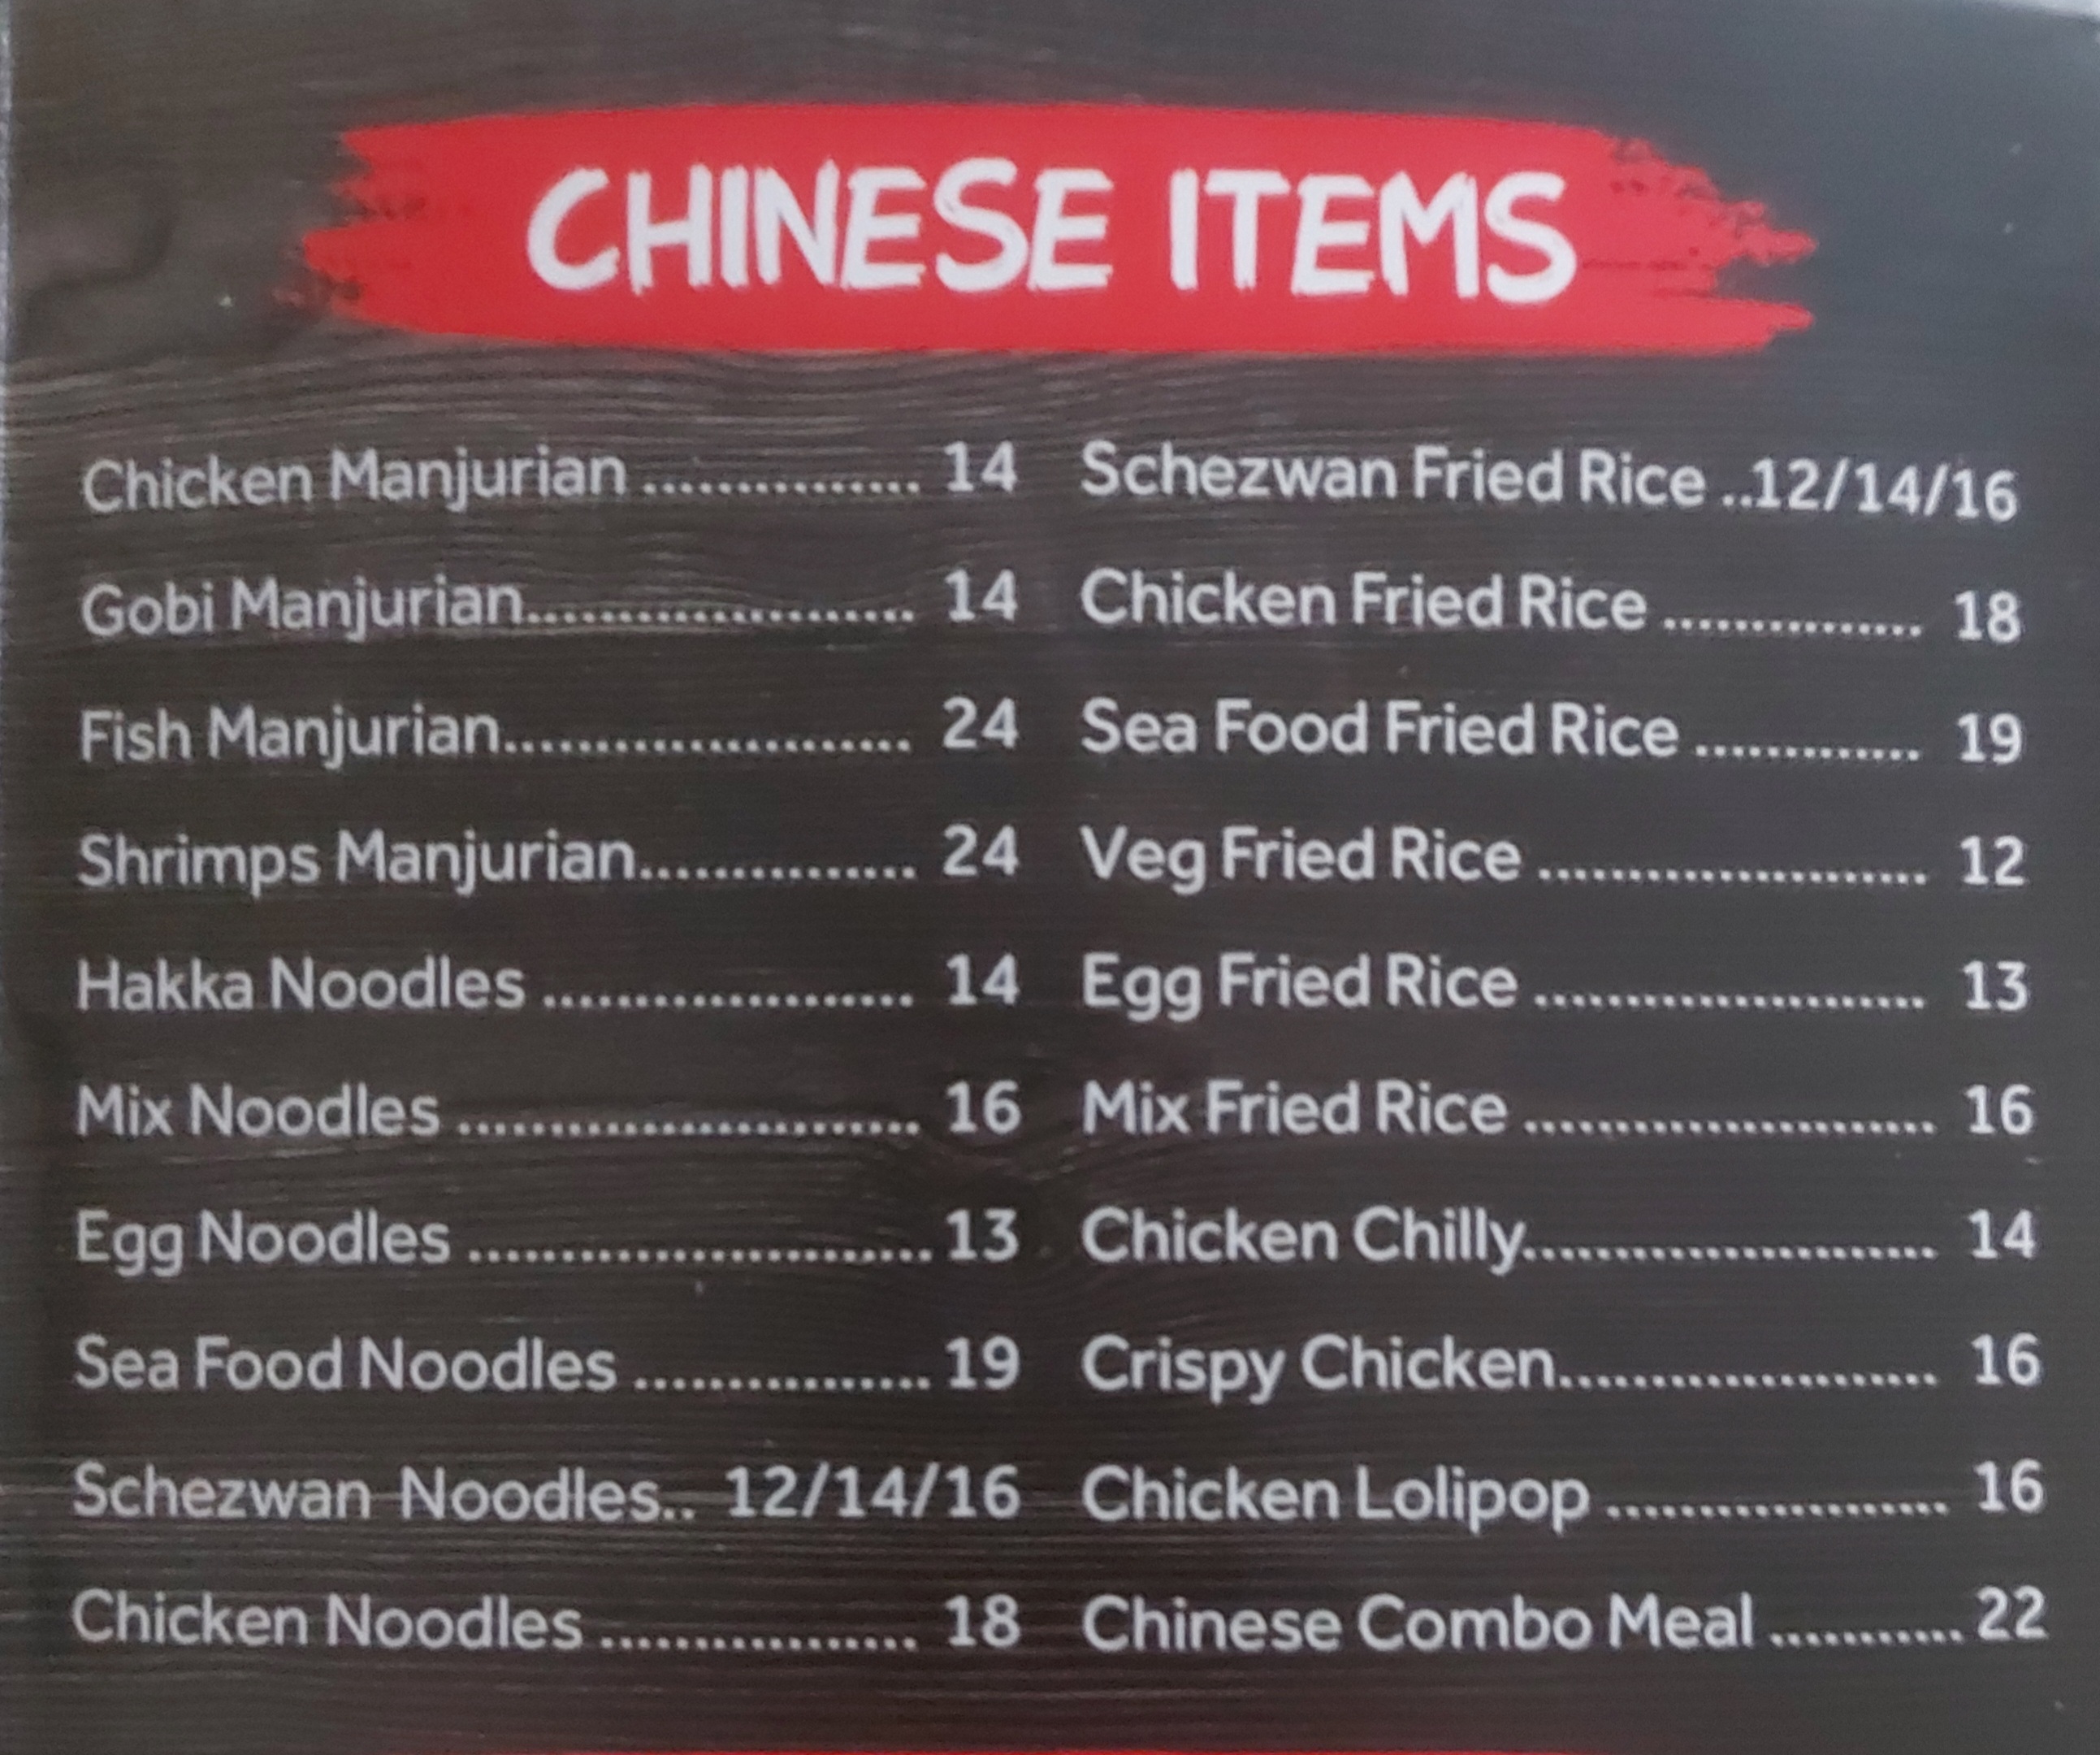 CHINESE ITEMS
Chicken Manjurian ............... 14
Gobi Manjurian...................... 14
Fish Manjurian....................... 24
Shrimps Manjurian............... 24
Hakka Noodles ..................... 14
Mix Noodles .......................... 16
Egg Noodles .......................... 13
Sea Food Noodles ................ 19
Schezwan Noodles.. 12/14/16
Chicken Noodles .................. 18
Schezwan Fried Rice ..12/14/16
Chicken Fried Rice ............... 18
Sea Food Fried Rice ............. 19
Veg Fried Rice ...................... 12
Egg Fried Rice ...................... 13
Mix Fried Rice ....................... 16
Chicken Chilly....................... 14
Crispy Chicken..................... 16
Chicken Lolipop ................... 16
Chinese Combo Meal ........... 22